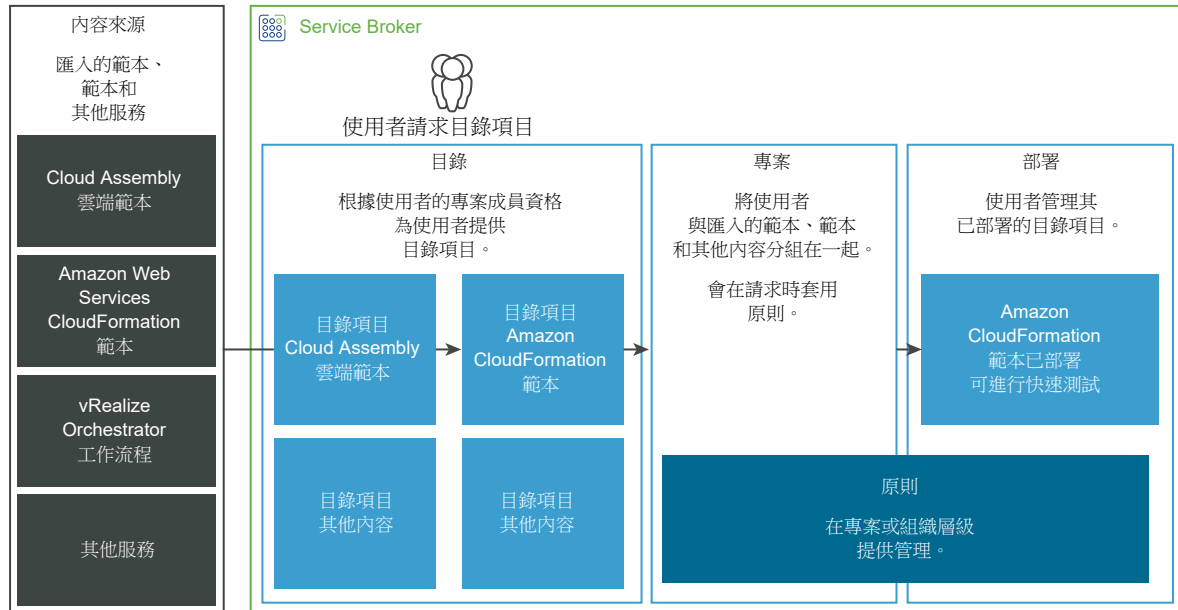 內容來源
匯入的範本、
範本和
其他服務
Cloud Assembly
雲端範本
Amazon Web
Services
CloudFormation
範本
vRealize
Orchestrator
工作流程
其他服務
Service Broker
使用者請求目錄項目
目錄
根據使用者的專案成員資格
為使用者提供
目錄項目。
目錄項目
Cloud Assembly
雲端範本
目錄項目
Amazon
CloudFormation
範本
目錄項目
其他內容
目錄項目
其他內容
專案
將使用者
與匯入的範本、範本
和其他內容分組在一起。
會在請求時套用
原則。
部署
使用者管理其
已部署的目錄項目。
Amazon
CloudFormation
範本已部署
可進行快速測試
原則
在專案或組織層級
提供管理。